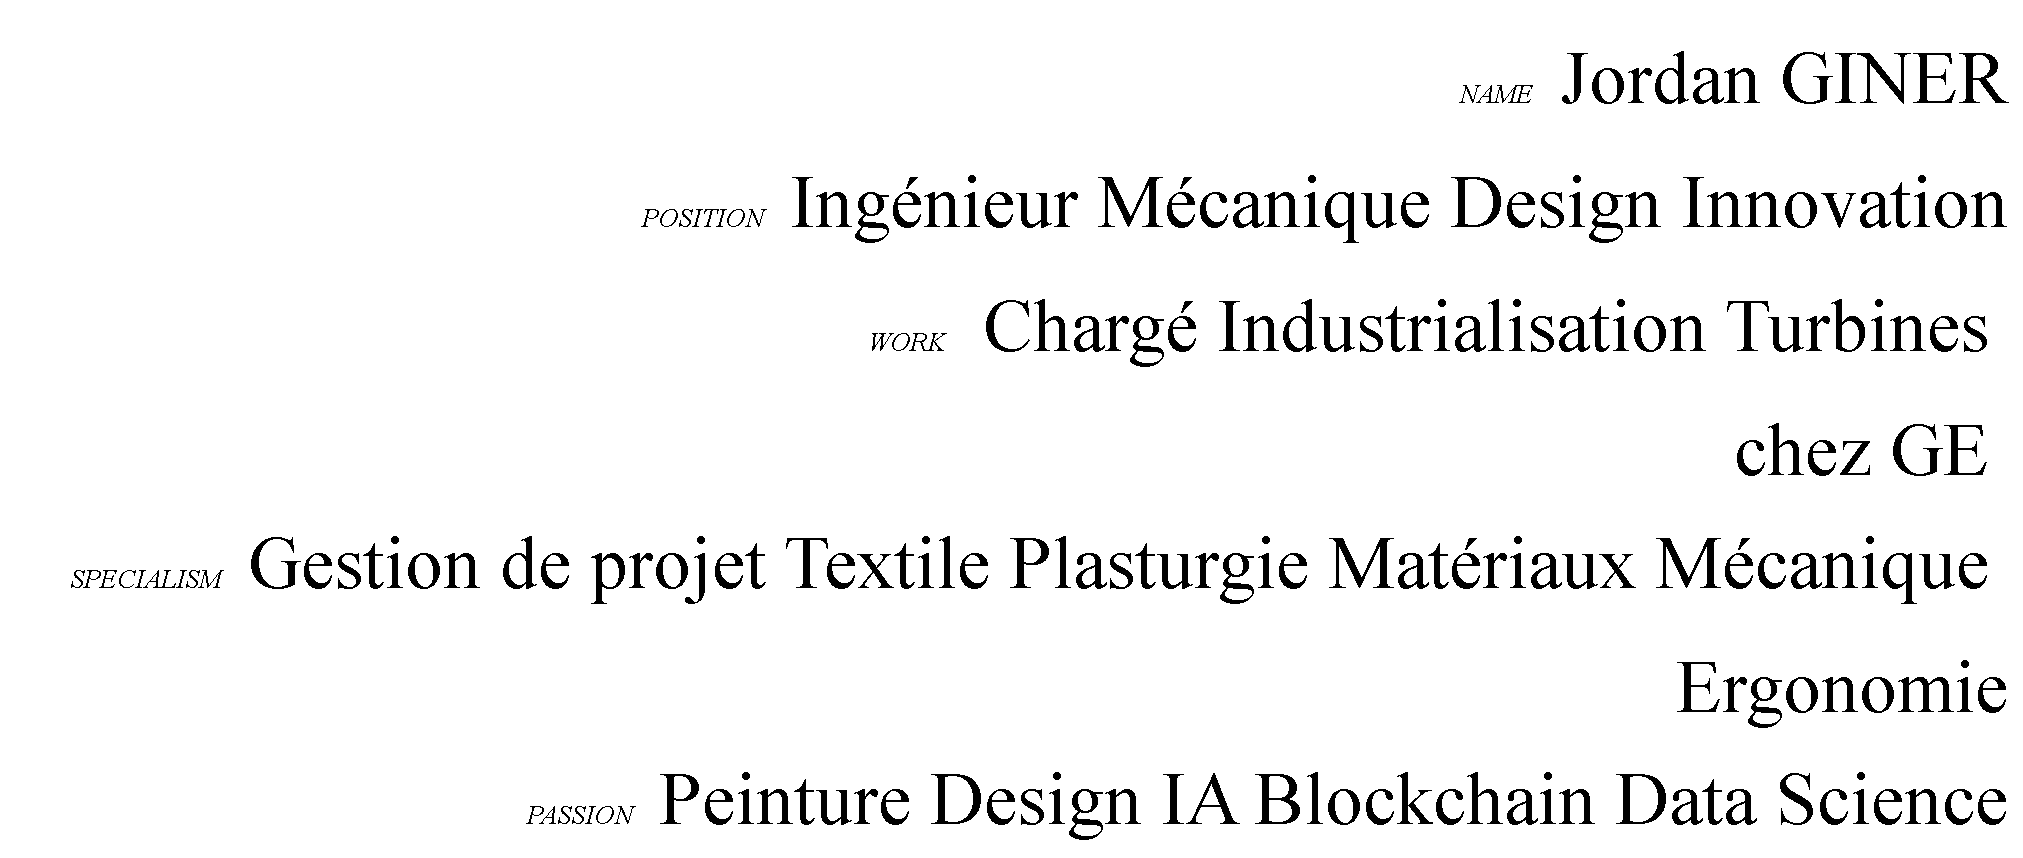 NAME Jordan GINER
POSITION Ingénieur Mécanique Design Innovation
WORK Chargé Industrialisation Turbines
chez GE
SPECIALISM Gestion de projet Textile Plasturgie Matériaux Mécanique
Ergonomie
PASSION Peinture Design IA Blockchain Data Science